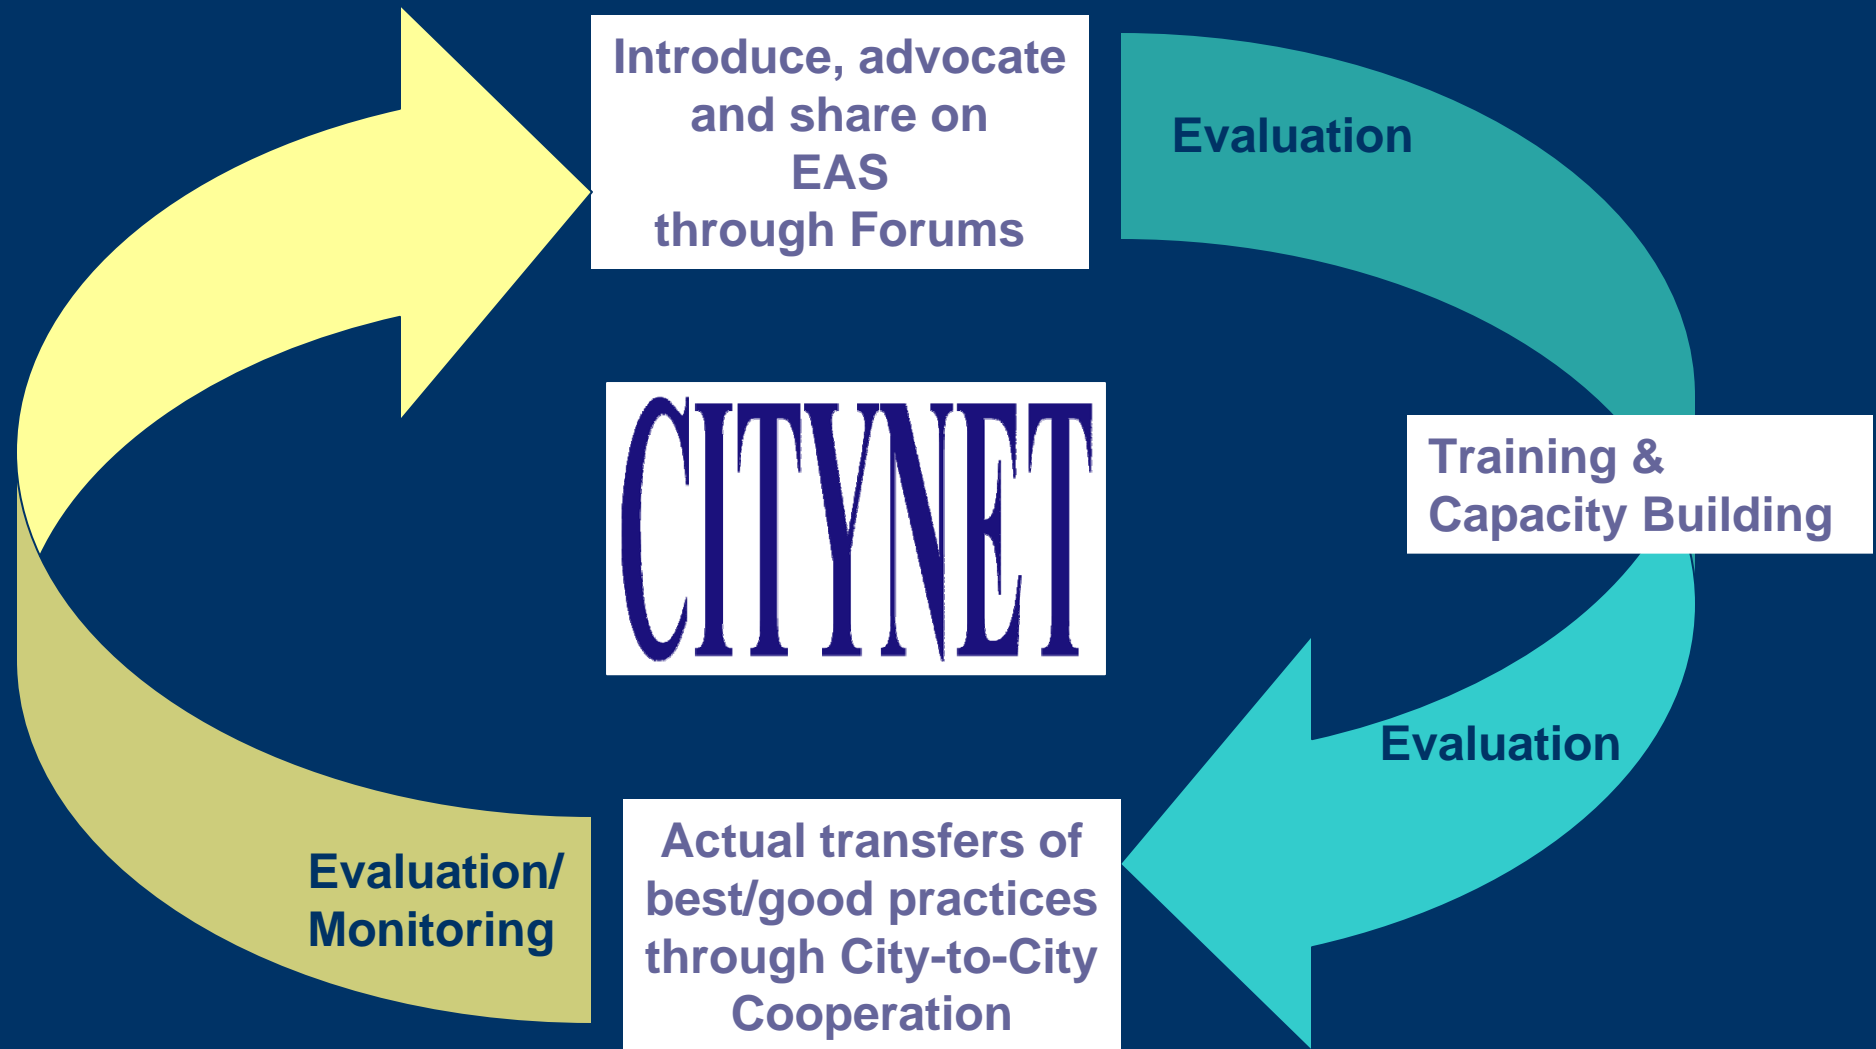 Introduce, advocate
and share on
EAS
through Forums
Evaluation
CITYNET
Training &
Capacity Building
Evaluation
Actual transfers of
best/good practices
through City-to-City
Cooperation
Evaluation/
Monitoring